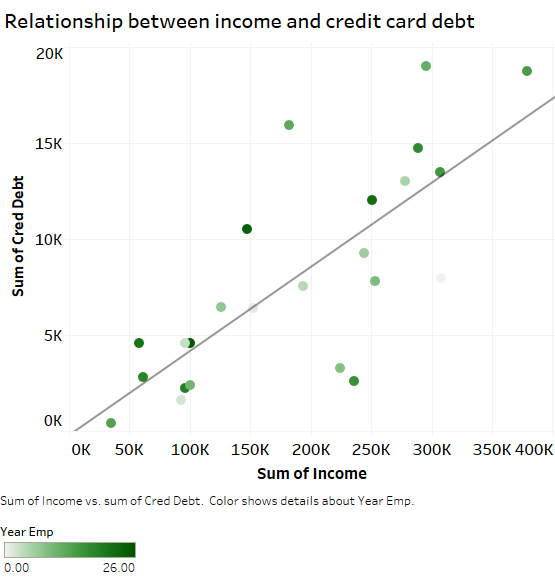 Relationship between income and credit card debt
20K
15K
10K
5K
0K
Sum of Cred Debt
0K 50K 100K 150K 200K 250K 300K 350K 400K
Sum of Income
Sum of Income vs. sum of Cred Debt. Color shows details about Year Emp.
Year Emp
0.00 26.00